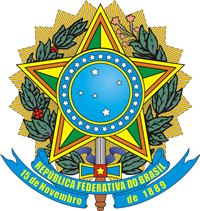 REPÚBLICA FEDERATIVA DO BRASIL
15 de Novembro de 1889